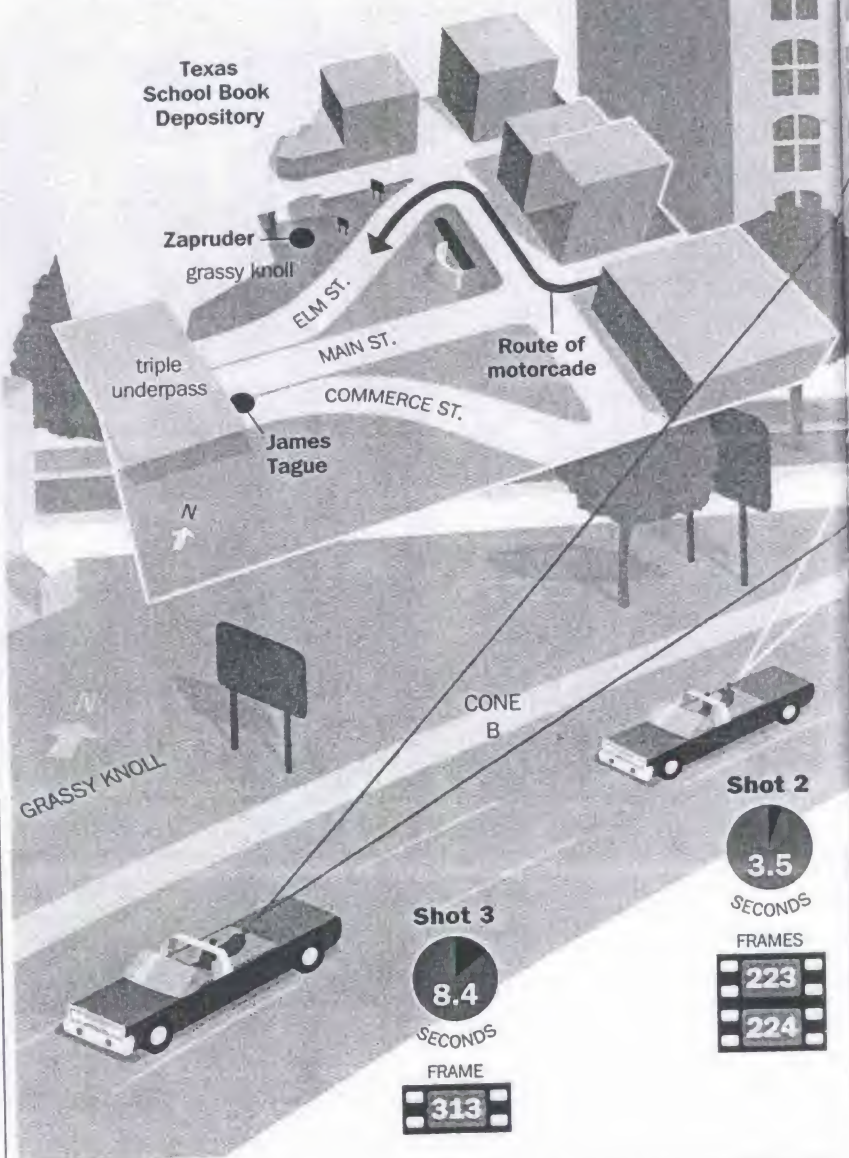 Texas
School Book
Depository
Zapruder
grassy knoll
ELM ST.
MAIN ST.
Route of
motorcade
triple
underpass
COMMERCE ST.
James
Tague
N
N
GRASSY KNOLL
CONE
B
Shot 2
3.5
SECONDS
FRAMES
223
224
Shot 3
8.4
SECONDS
FRAME
313